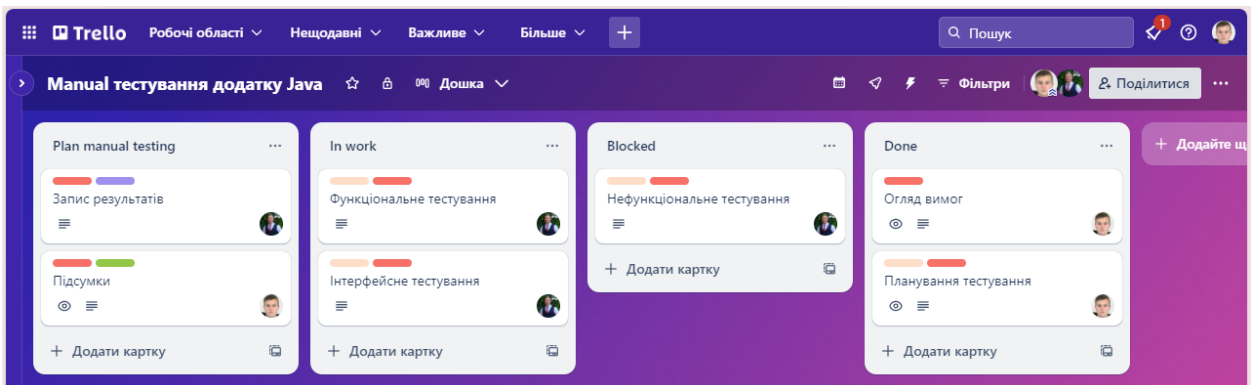 Trello Робочі області Нещодавні Важливе Більше + Пошук 1
Manual тестування додатку Java Дошка Фільтри Поділитися
Plan manual testing
Запис результатів
Підсумки
+ Додати картку
In work
Функціональне тестування
Інтерфейсне тестування
+ Додати картку
Blocked
Нефункціональне тестування
+ Додати картку
Done
Огляд вимог
Планування тестування
+ Додати картку
+ Додайте щ